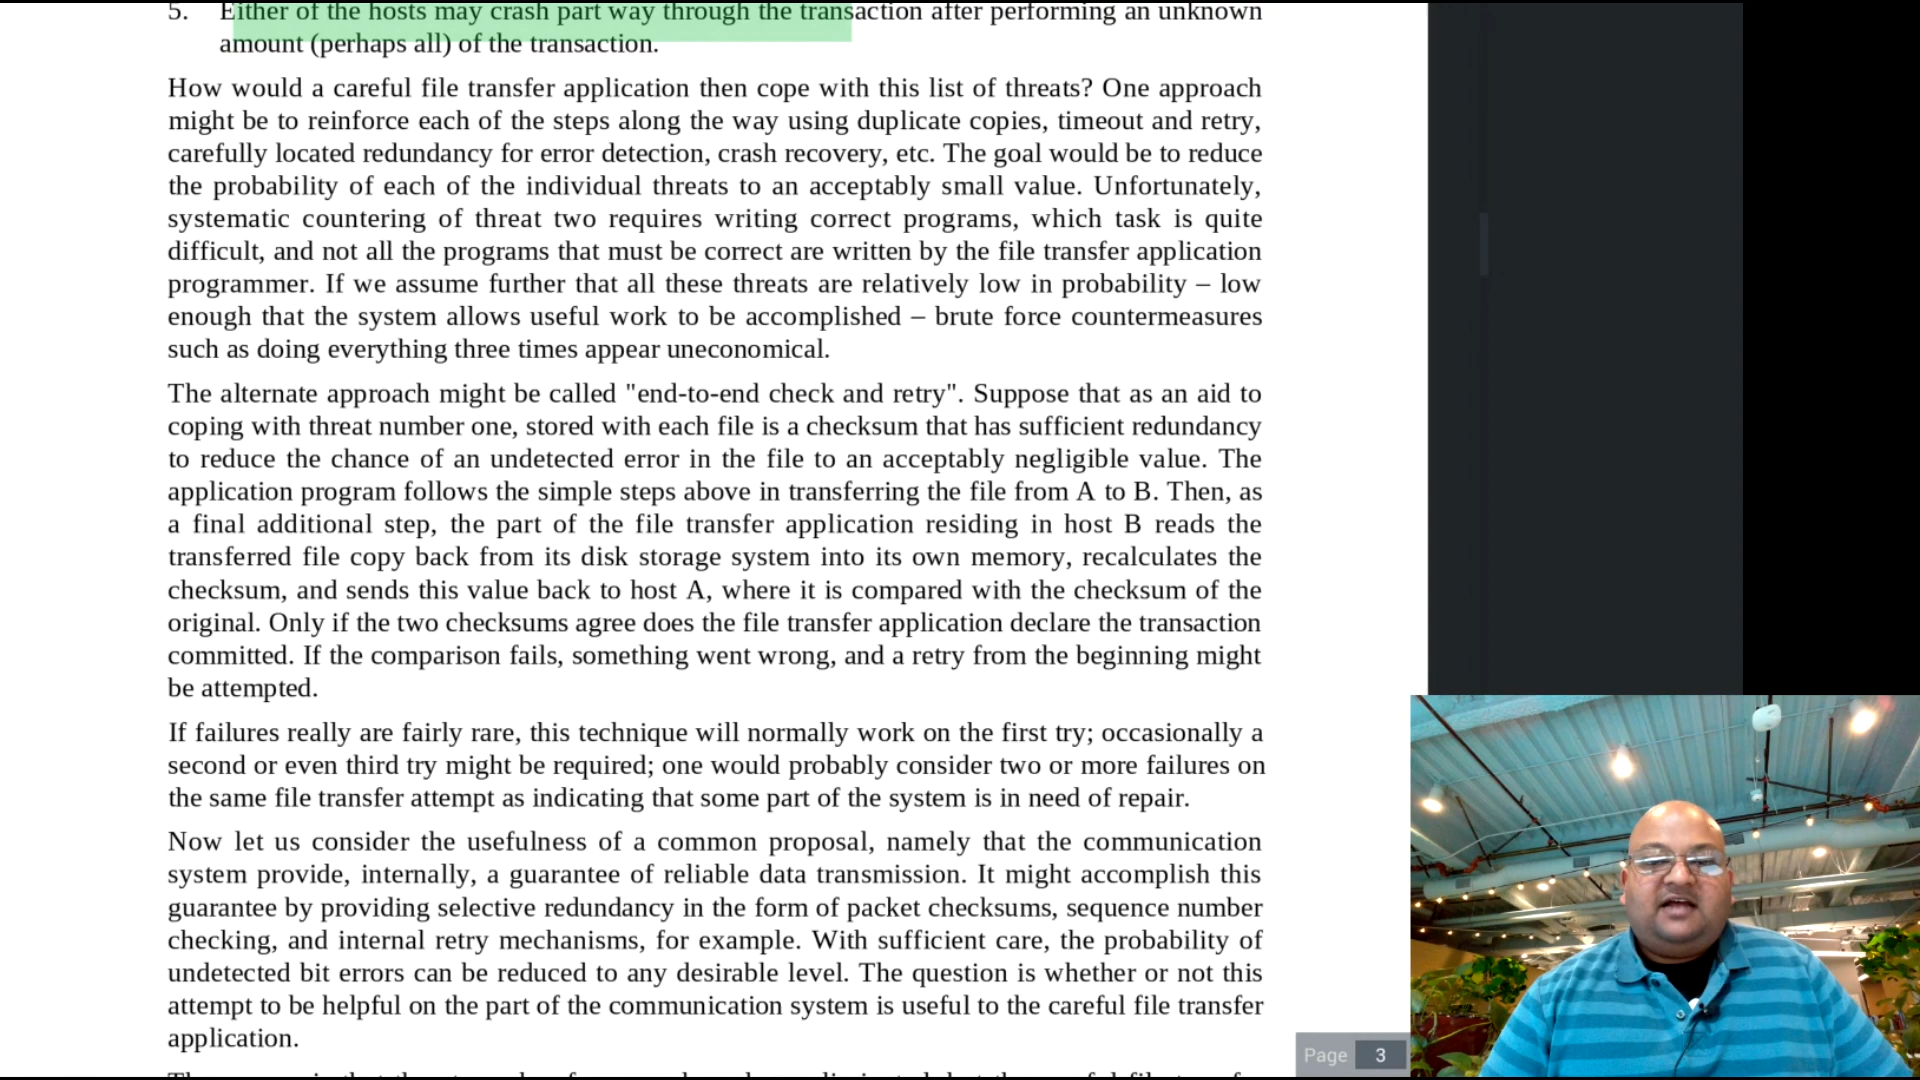 5. Either of the hosts may crash part way through the transaction after performing an unknown
amount (perhaps all) of the transaction.
How would a careful file transfer application then cope with this list of threats? One approach
might be to reinforce each of the steps along the way using duplicate copies, timeout and retry,
carefully located redundancy for error detection, crash recovery, etc. The goal would be to reduce
the probability of each of the individual threats to an acceptably small value. Unfortunately,
systematic countering of threat two requires writing correct programs, which task is quite
difficult, and not all the programs that must be correct are written by the file transfer application
programmer. If we assume further that all these threats are relatively low in probability – low
enough that the system allows useful work to be accomplished – brute force countermeasures
such as doing everything three times appear uneconomical.
The alternate approach might be called "end-to-end check and retry". Suppose that as an aid to
coping with threat number one, stored with each file is a checksum that has sufficient redundancy
to reduce the chance of an undetected error in the file to an acceptably negligible value. The
application program follows the simple steps above in transferring the file from A to B. Then, as
a final additional step, the part of the file transfer application residing in host B reads the
transferred file copy back from its disk storage system into its own memory, recalculates the
checksum, and sends this value back to host A, where it is compared with the checksum of the
original. Only if the two checksums agree does the file transfer application declare the transaction
committed. If the comparison fails, something went wrong, and a retry from the beginning might
be attempted.
If failures really are fairly rare, this technique will normally work on the first try; occasionally a
second or even third try might be required; one would probably consider two or more failures on
the same file transfer attempt as indicating that some part of the system is in need of repair.
Now let us consider the usefulness of a common proposal, namely that the communication
system provide, internally, a guarantee of reliable data transmission. It might accomplish this
guarantee by providing selective redundancy in the form of packet checksums, sequence number
checking, and internal retry mechanisms, for example. With sufficient care, the probability of
undetected bit errors can be reduced to any desirable level. The question is whether or not this
attempt to be helpful on the part of the communication system is useful to the careful file transfer
application.
Page 3